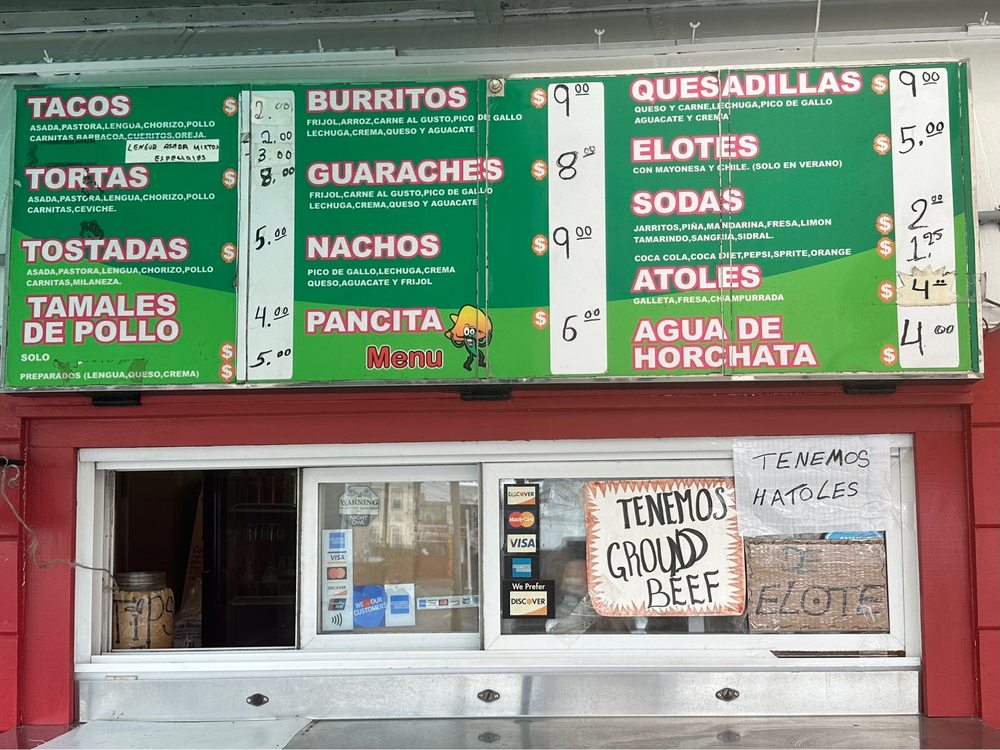 TACOS
$ 2.00
ASADA,PASTORA,LENGUA,CHORIZO,POLLO
CARNITAS,BARBACOA,CUERITOS,OREJA.
2.00
LENGUA ASADA MIXTOS
ESPECIALES
3.00
TORTAS
$ 8.00
ASADA,PASTORA,LENGUA,CHORIZO,POLLO
CARNITAS,CEVICHE.
TOSTADAS
$ 5.00
ASADA,PASTORA,LENGUA,CHORIZO,POLLO
CARNITAS,MILANEZA.
TAMALES
DE POLLO
4.00
SOLO
$
PREPARADOS (LENGUA,QUESO,CREMA)
$ 5.00
BURRITOS
$ 9.00
FRIJOL,ARROZ,CARNE AL GUSTO,PICO DE GALLO
LECHUGA,CREMA,QUESO Y AGUACATE
GUARACHES
$ 8.00
FRIJOL,CARNE AL GUSTO,PICO DE GALLO
LECHUGA,CREMA,QUESO Y AGUACATE
NACHOS
$ 9.00
PICO DE GALLO,LECHUGA,CREMA
QUESO,AGUACATE Y FRIJOL
PANCITA
$ 6.00
Menu
QUESADILLAS
$ 9.00
QUESO Y CARNE,LECHUGA,PICO DE GALLO
AGUACATE Y CREMA
ELOTES
$ 5.00
CON MAYONESA Y CHILE. (SOLO EN VERANO)
SODAS
JARRITOS,PIÑA,MANDARINA,FRESA,LIMON
TAMARINDO,SANGRIA,SIDRAL.
$ 2.00
COCA COLA,COCA DIET,PEPSI,SPRITE,ORANGE
$ 1.95
ATOLES
$ 4.00
GALLETA,FRESA,CHAMPURRADA
AGUA DE
HORCHATA
$ 4.00
TENEMOS
HATOLES
TENEMOS
GROUND
BEEF
ElOTE
TiPS
WARNING
NIGHT
OWL
VISA
WE ♥ OUR
CUSTOMERS
DISCOVER
MasterCard
VISA
We Prefer
DISCOVER